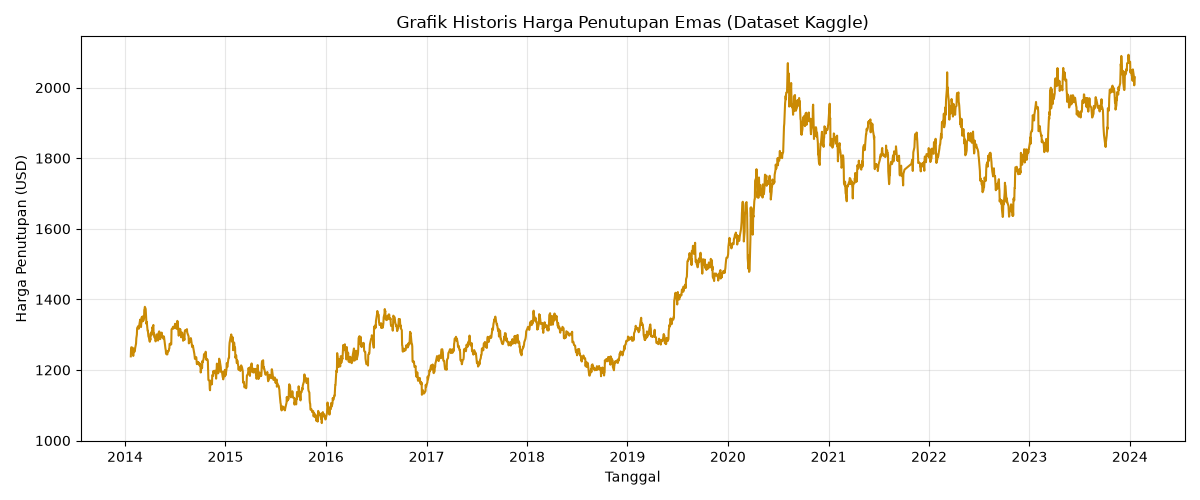 Grafik Historis Harga Penutupan Emas (Dataset Kaggle)
Harga Penutupan (USD)
2000
1800
1600
1400
1200
1000
2014 2015 2016 2017 2018 2019 2020 2021 2022 2023 2024
Tanggal